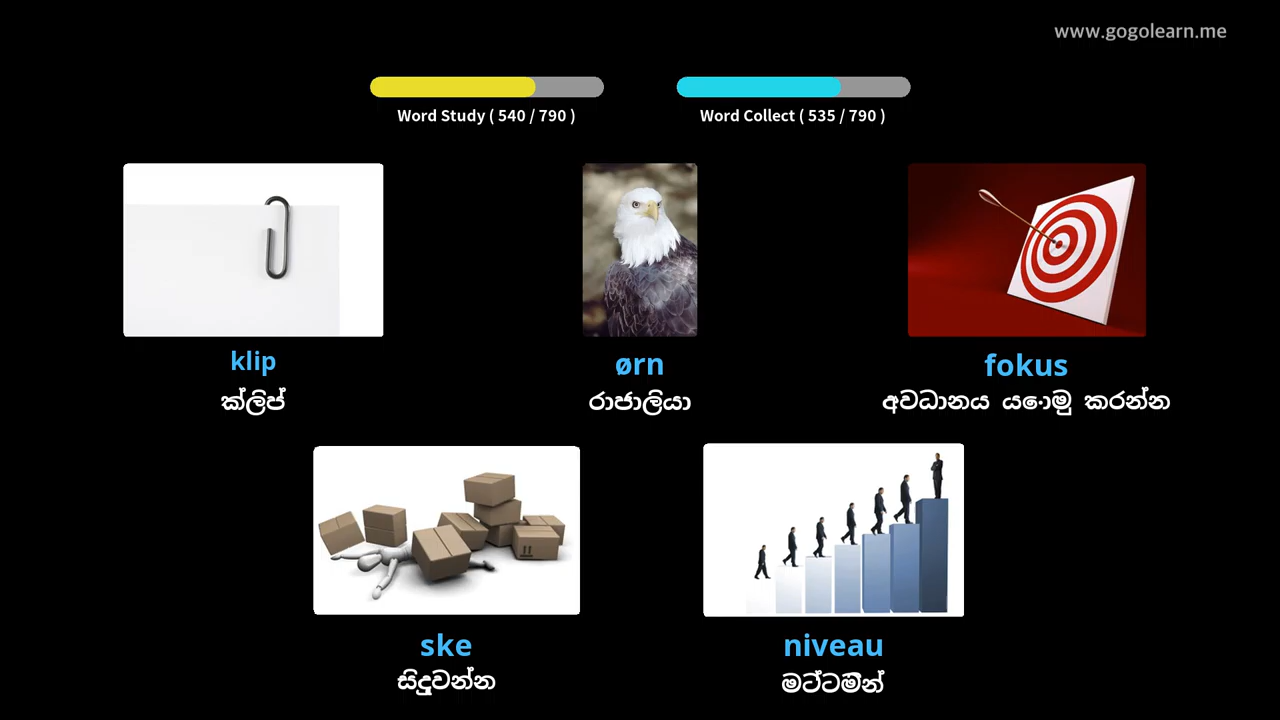 www.gogolearn.me
Word Study ( 540 / 790 )
Word Collect ( 535 / 790 )
klip
ක්ලිප්
ørn
රාජාලියා
fokus
අවධානය යොමු කරන්න
ske
සිදුවන්න
niveau
මට්ටමින්